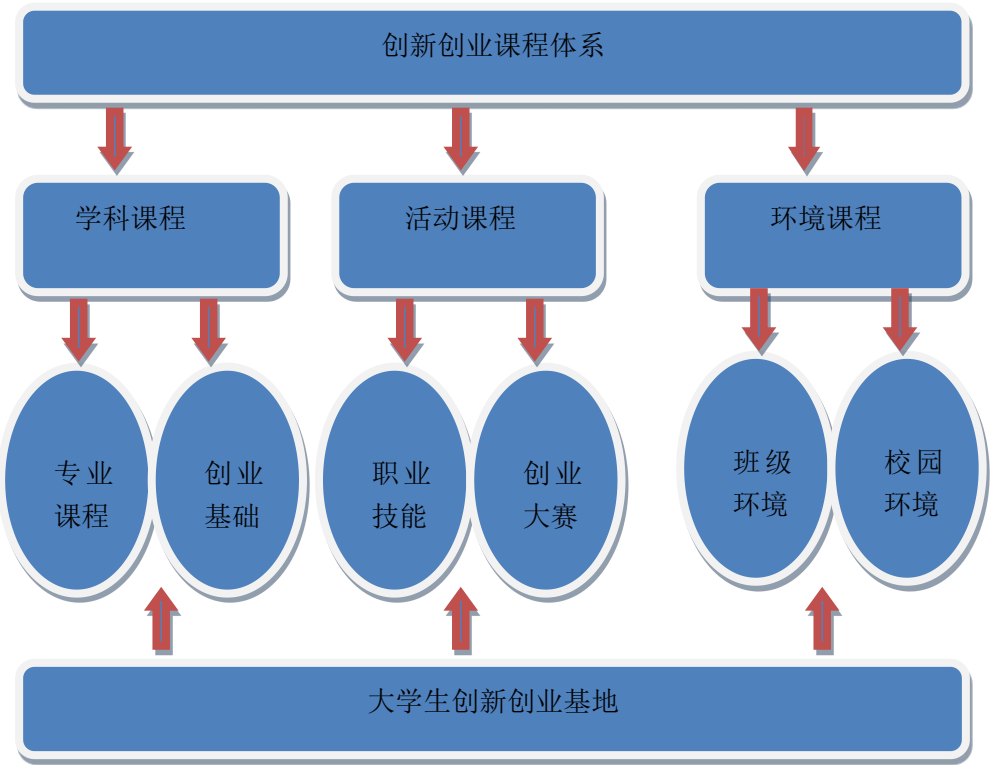 创新创业课程体系
学科课程
活动课程
环境课程
专业
课程
创业
基础
职业
技能
创业
大赛
班级
环境
校园
环境
大学生创新创业基地